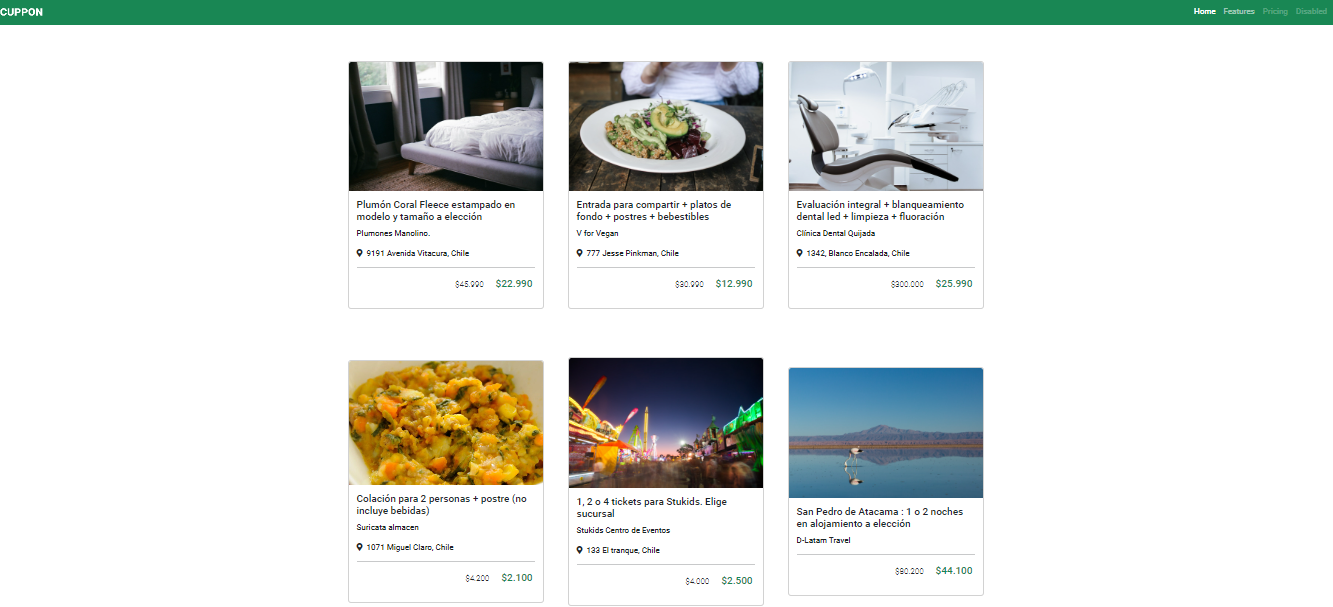 CUPPON
Home Features Pricing Disabled
Plumón Coral Fleece estampado en
modelo y tamaño a elección
Plumones Manolino.
9191 Avenida Vitacura, Chile
$45.990 $22.990
Entrada para compartir + platos de
fondo + postres + bebestibles
V for Vegan
777 Jesse Pinkman, Chile
$30.990 $12.990
Evaluación integral + blanqueamiento
dental led + limpieza + fluoración
Clínica Dental Quijada
1342, Blanco Encalada, Chile
$300.000 $25.990
Colación para 2 personas + postre (no
incluye bebidas)
Suricata almacen
1071 Miguel Claro, Chile
$4.200 $2.100
1, 2 o 4 tickets para Stukids. Elige
sucursal
Stukids Centro de Eventos
133 El tranque, Chile
$4.000 $2.500
San Pedro de Atacama : 1 o 2 noches
en alojamiento a elección
D-Latam Travel
$44.100